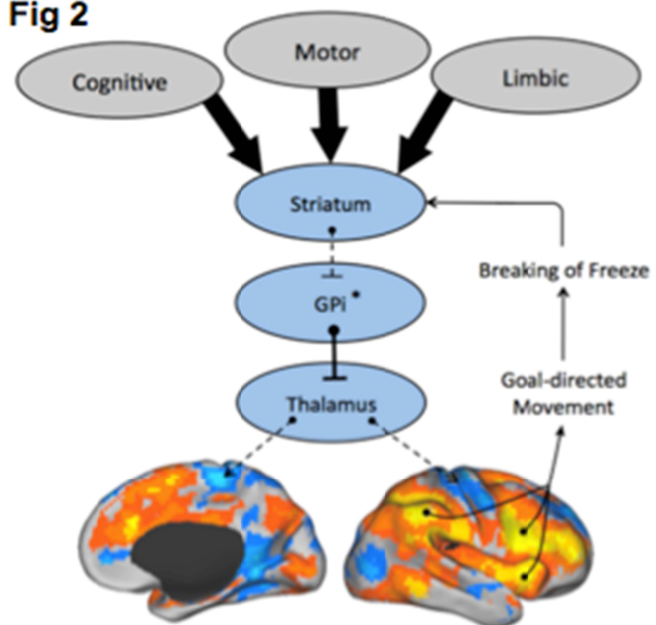 Fig 2
Cognitive
Motor
Limbic
Striatum
GPi *
Thalamus
Breaking of Freeze
Goal-directed
Movement